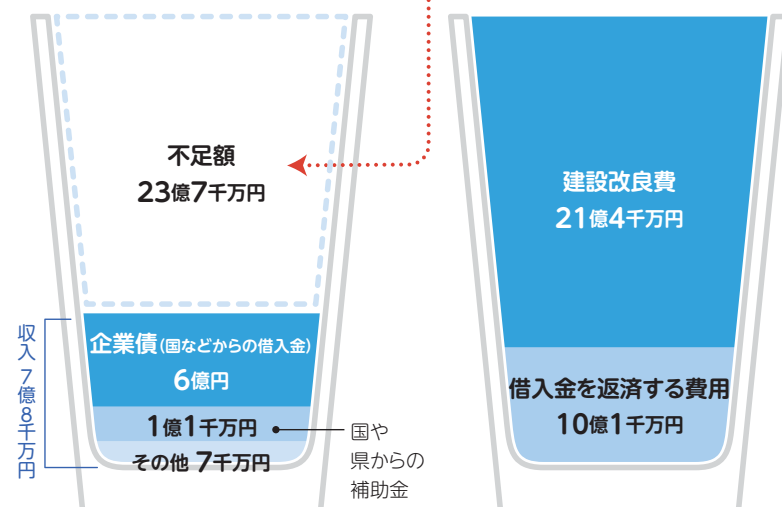 不足額
23億7千万円
収入 7億8千万円
企業債(国などからの借入金)
6億円
1億1千万円
その他 7千万円
国や
県からの
補助金
建設改良費
21億4千万円
借入金を返済する費用
10億1千万円